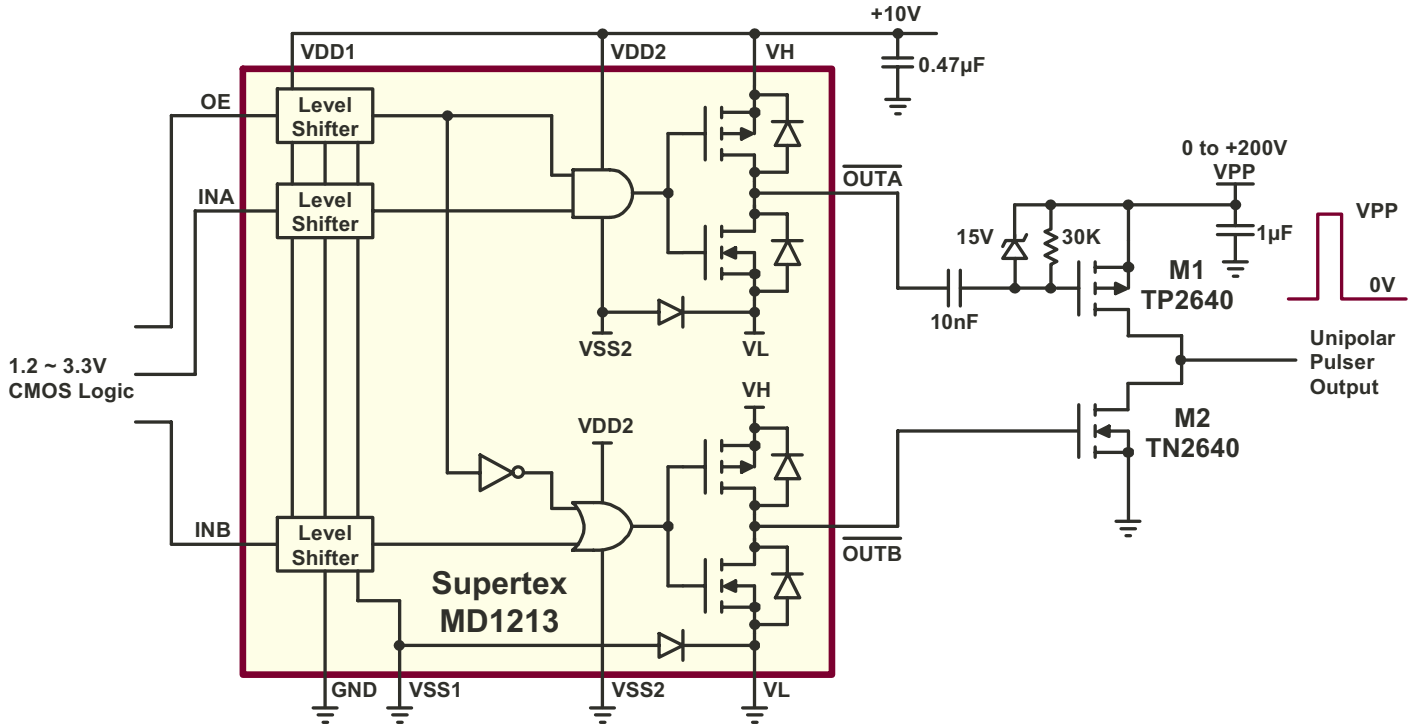 +10V
VDD1
VDD2
VH
0.47µF
OE
Level
Shifter
INA
Level
Shifter
OUTA
0 to +200V
VPP
15V
30K
1µF
VPP
M1
TP2640
0V
10nF
VSS2
VL
1.2 ~ 3.3V
CMOS Logic
Unipolar
Pulser
Output
VH
VDD2
M2
TN2640
INB
Level
Shifter
OUTB
Supertex
MD1213
GND
VSS1
VSS2
VL